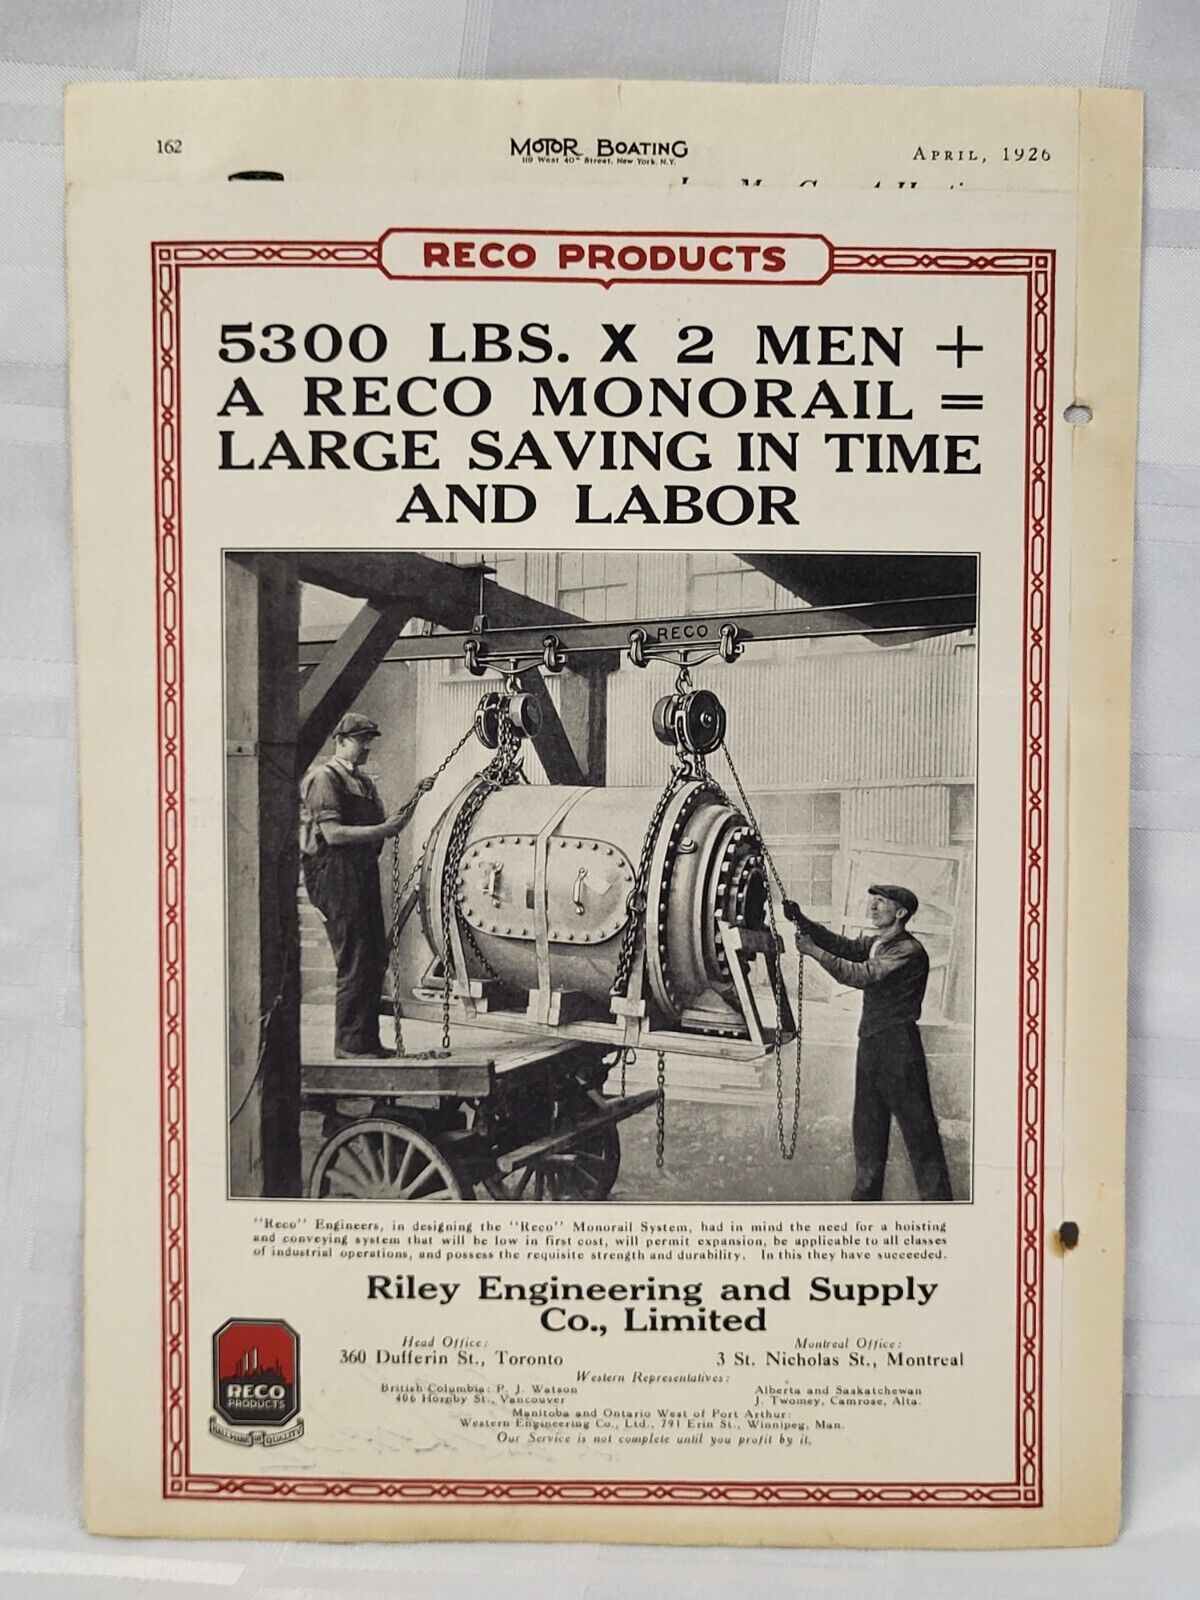 162
MOTOR BOATING
119 West 40th Street, New York, N.Y.
APRIL, 1926
RECO PRODUCTS
5300 LBS. X 2 MEN +
A RECO MONORAIL =
LARGE SAVING IN TIME
AND LABOR
RECO
"Reco" Engineers, in designing the "Reco" Monorail System, had in mind the need for a hoisting
and conveying system that will be low in first cost, will permit expansion, be applicable to all classes
of industrial operations, and possess the requisite strength and durability. In this they have succeeded.
Riley Engineering and Supply
Co., Limited
Head Office:
360 Dufferin St., Toronto
Montreal Office:
3 St. Nicholas St., Montreal
Western Representatives:
British Columbia: P. J. Watson
406 Hornby St., Vancouver
Alberta and Saskatchewan
J. Twomey, Camrose, Alta.
Manitoba and Ontario West of Port Arthur:
Western Engineering Co., Ltd., 791 Erin St., Winnipeg, Man.
Our Service is not complete until you profit by it.
RECO
PRODUCTS
HALLMARK OF QUALITY